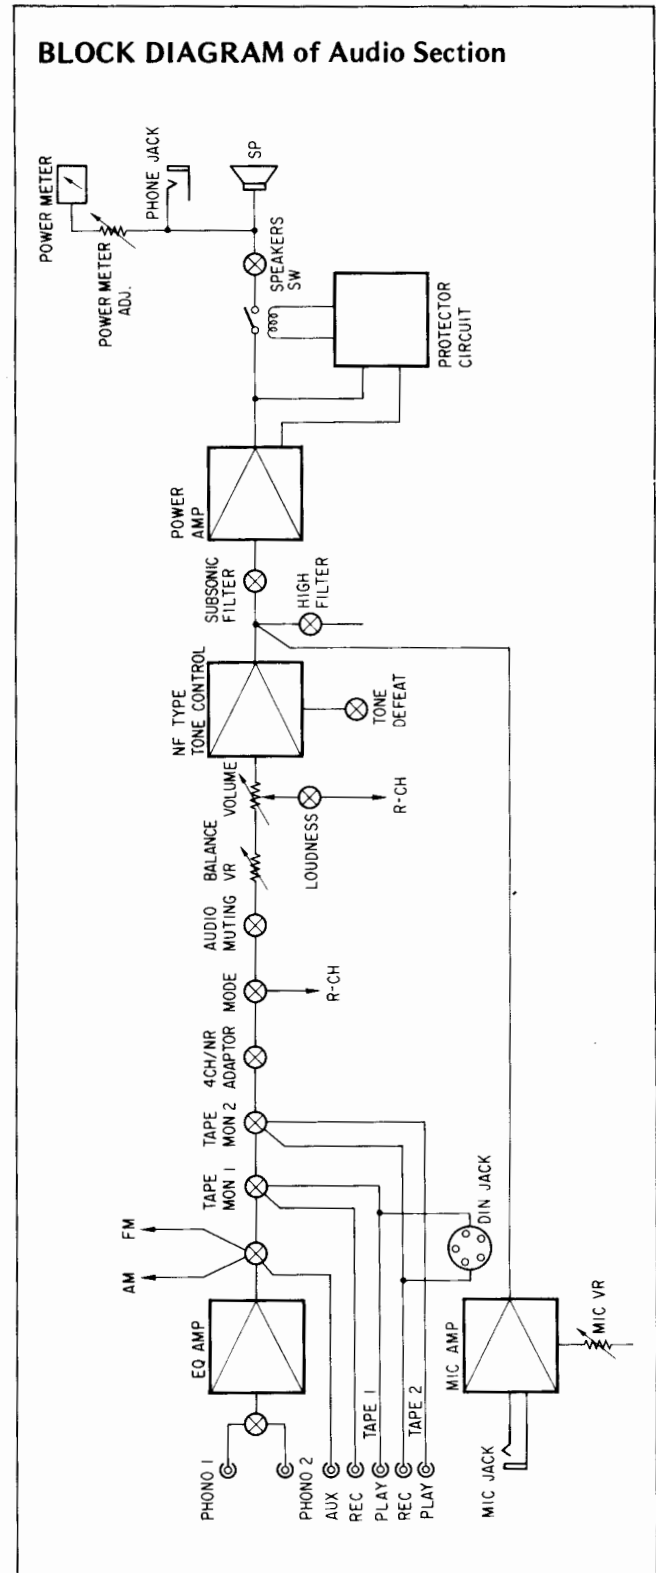 BLOCK DIAGRAM of Audio Section
POWER METER
PHONE JACK
SP
POWER METER
ADJ.
SPEAKERS
SW
PROTECTOR
CIRCUIT
POWER
AMP
SUBSONIC
FILTER
HIGH
FILTER
NF TYPE
TONE CONTROL
TONE
DEFEAT
VOLUME
LOUDNESS
R-CH
BALANCE
VR
AUDIO
MUTING
MODE
R-CH
4CH/NR
ADAPTOR
TAPE
MON 2
TAPE
MON 1
FM
AM
DIN JACK
EQ AMP
MIC AMP
MIC VR
TAPE 1
TAPE 2
PHONO 1
PHONO 2
AUX
REC
PLAY
REC
PLAY
MIC JACK